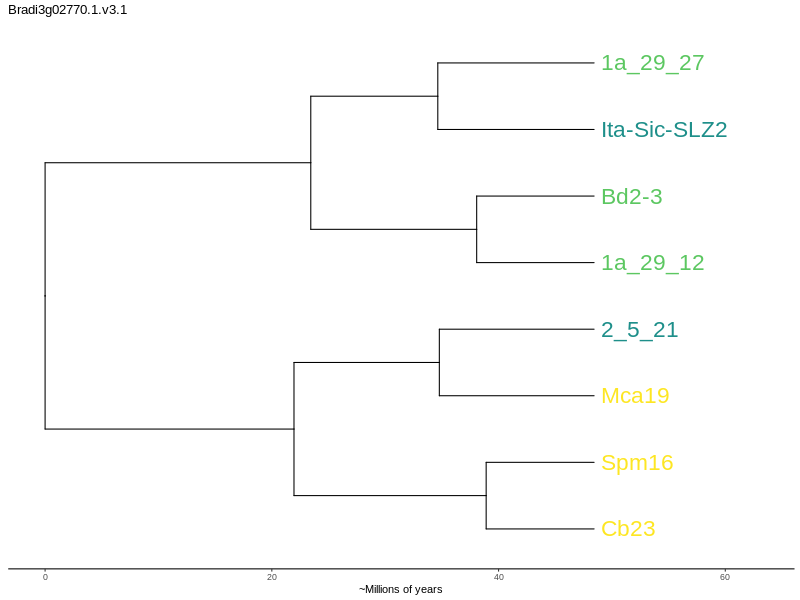 Bradi3g02770.1.v3.1
1a_29_27
Ita-Sic-SLZ2
Bd2-3
1a_29_12
2_5_21
Mca19
Spm16
Cb23
0 20 40 60
~Millions of years